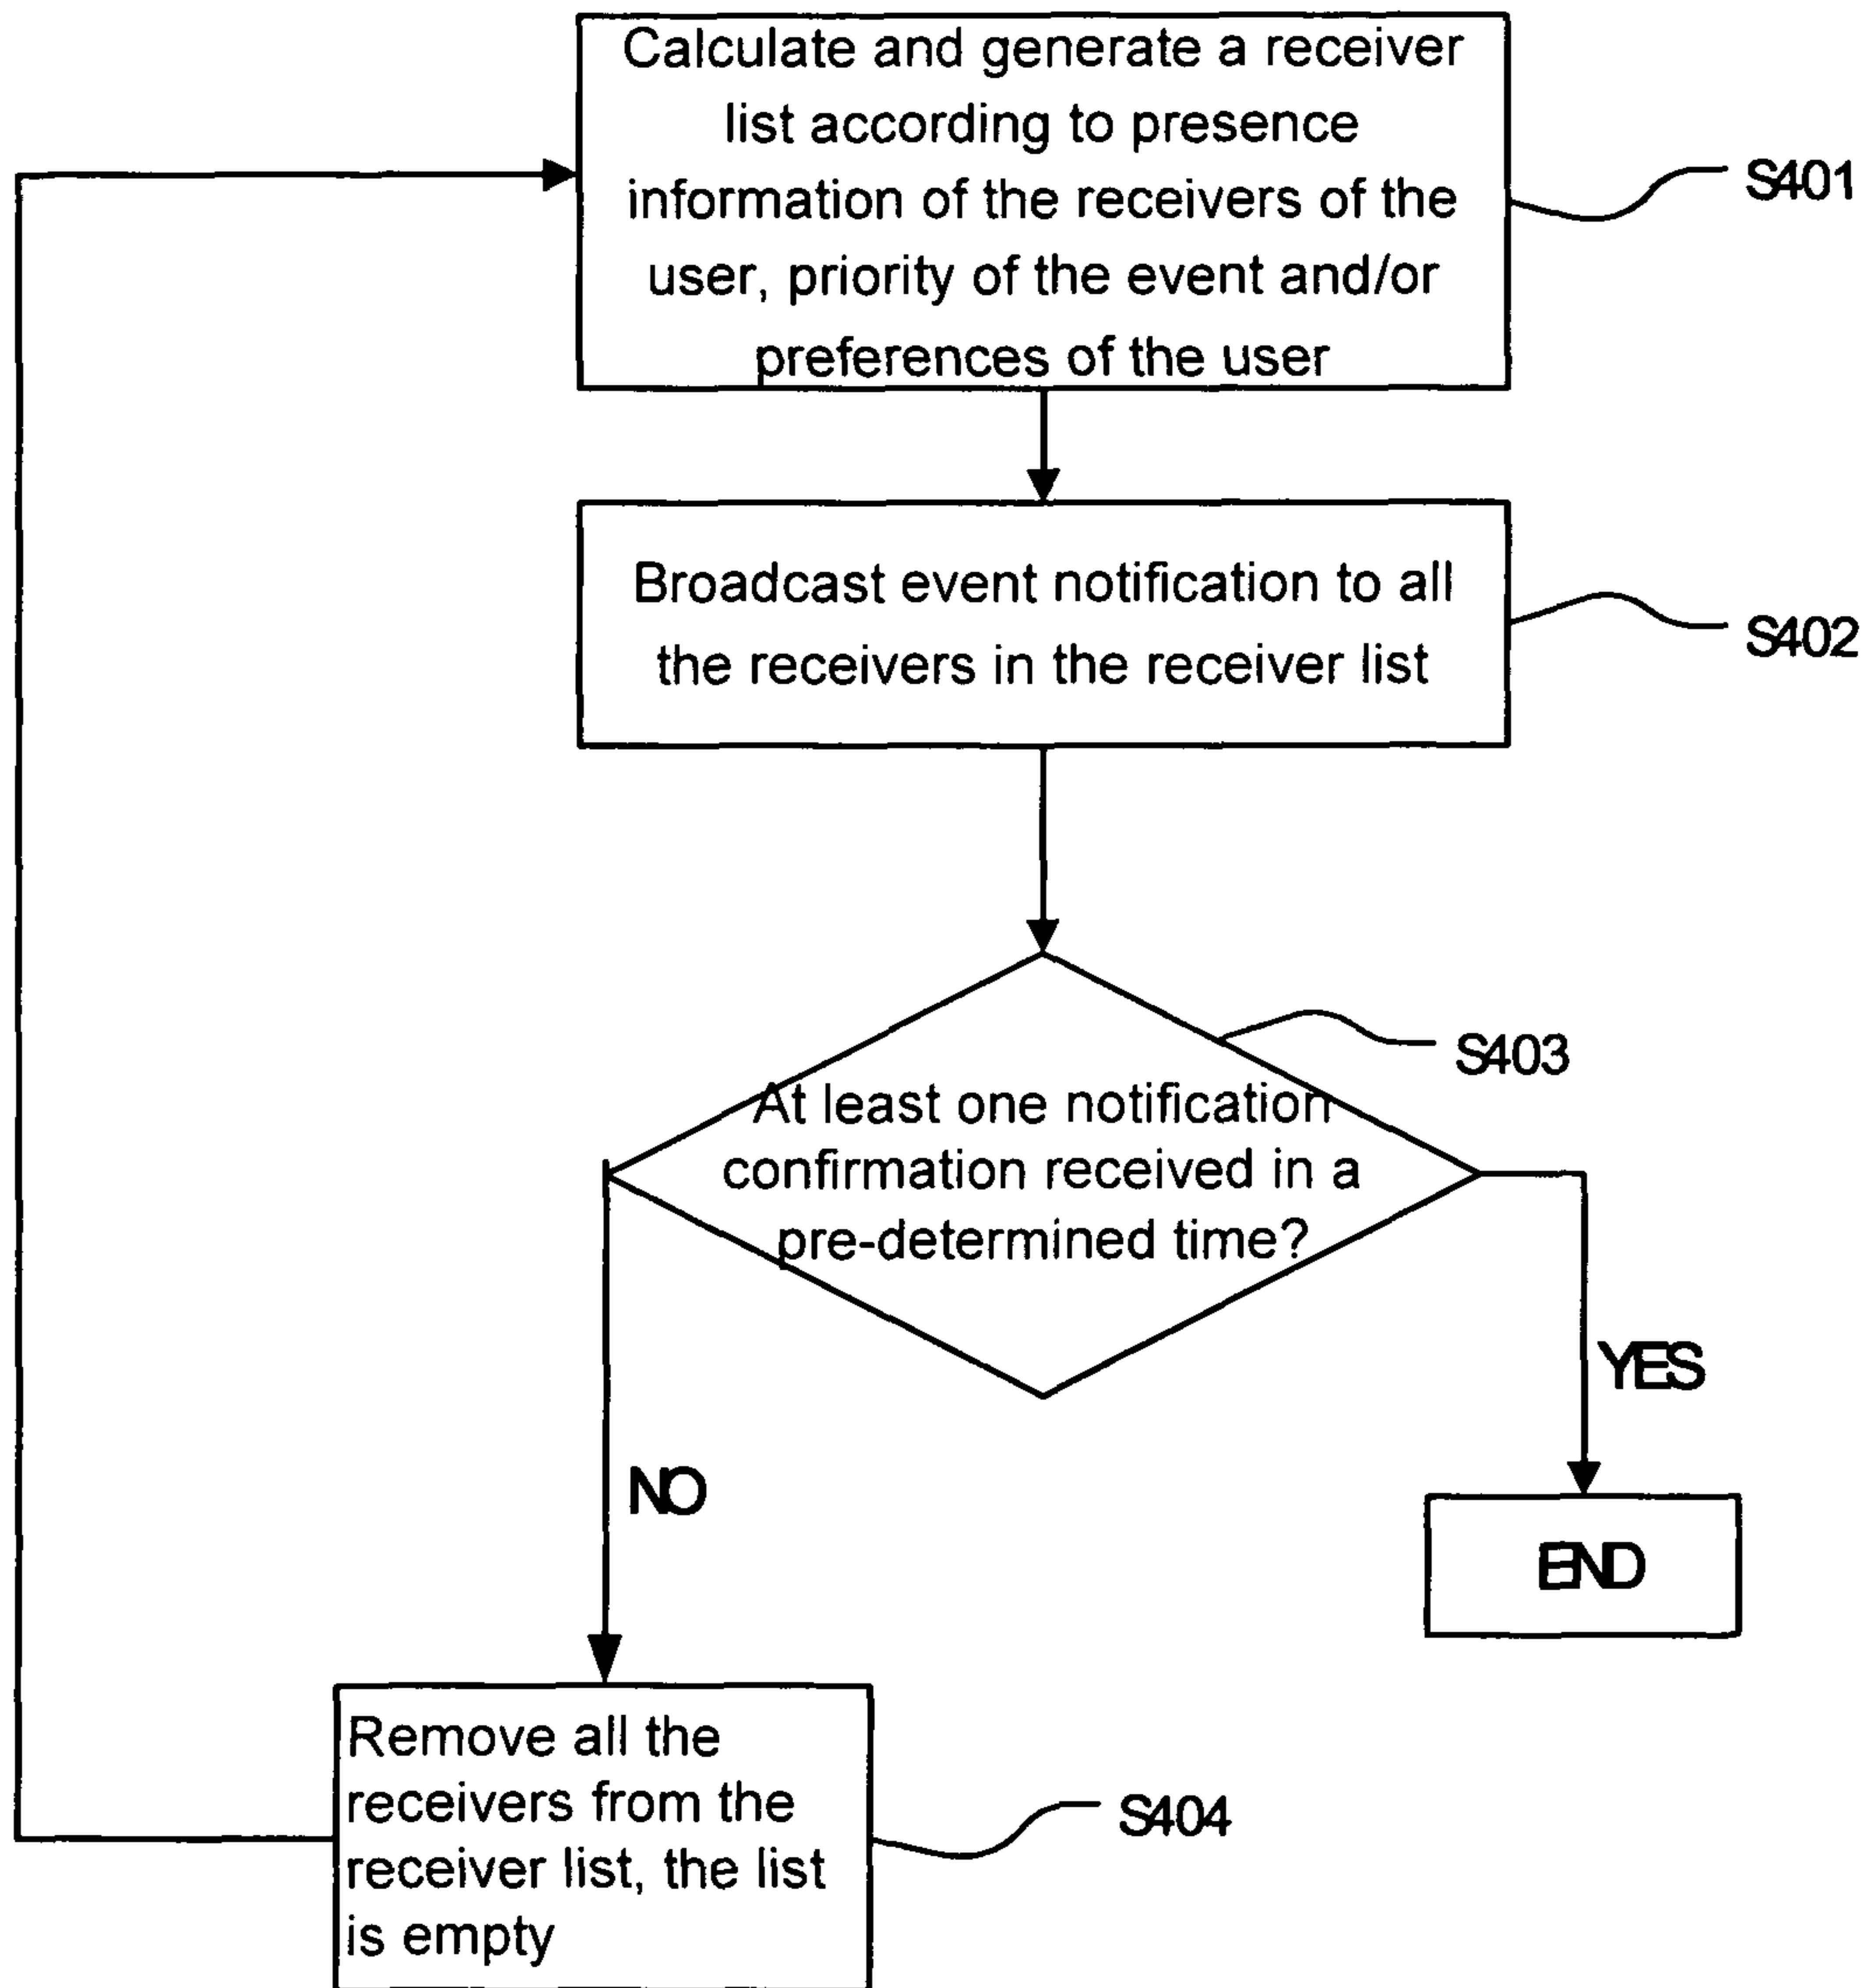 Calculate and generate a receiver
list according to presence
information of the receivers of the
user, priority of the event and/or
preferences of the user
S401
Broadcast event notification to all
the receivers in the receiver list
S402
S403
At least one notification
confirmation received in a
pre-determined time?
YES
NO
END
Remove all the
receivers from the
receiver list, the list
is empty
S404